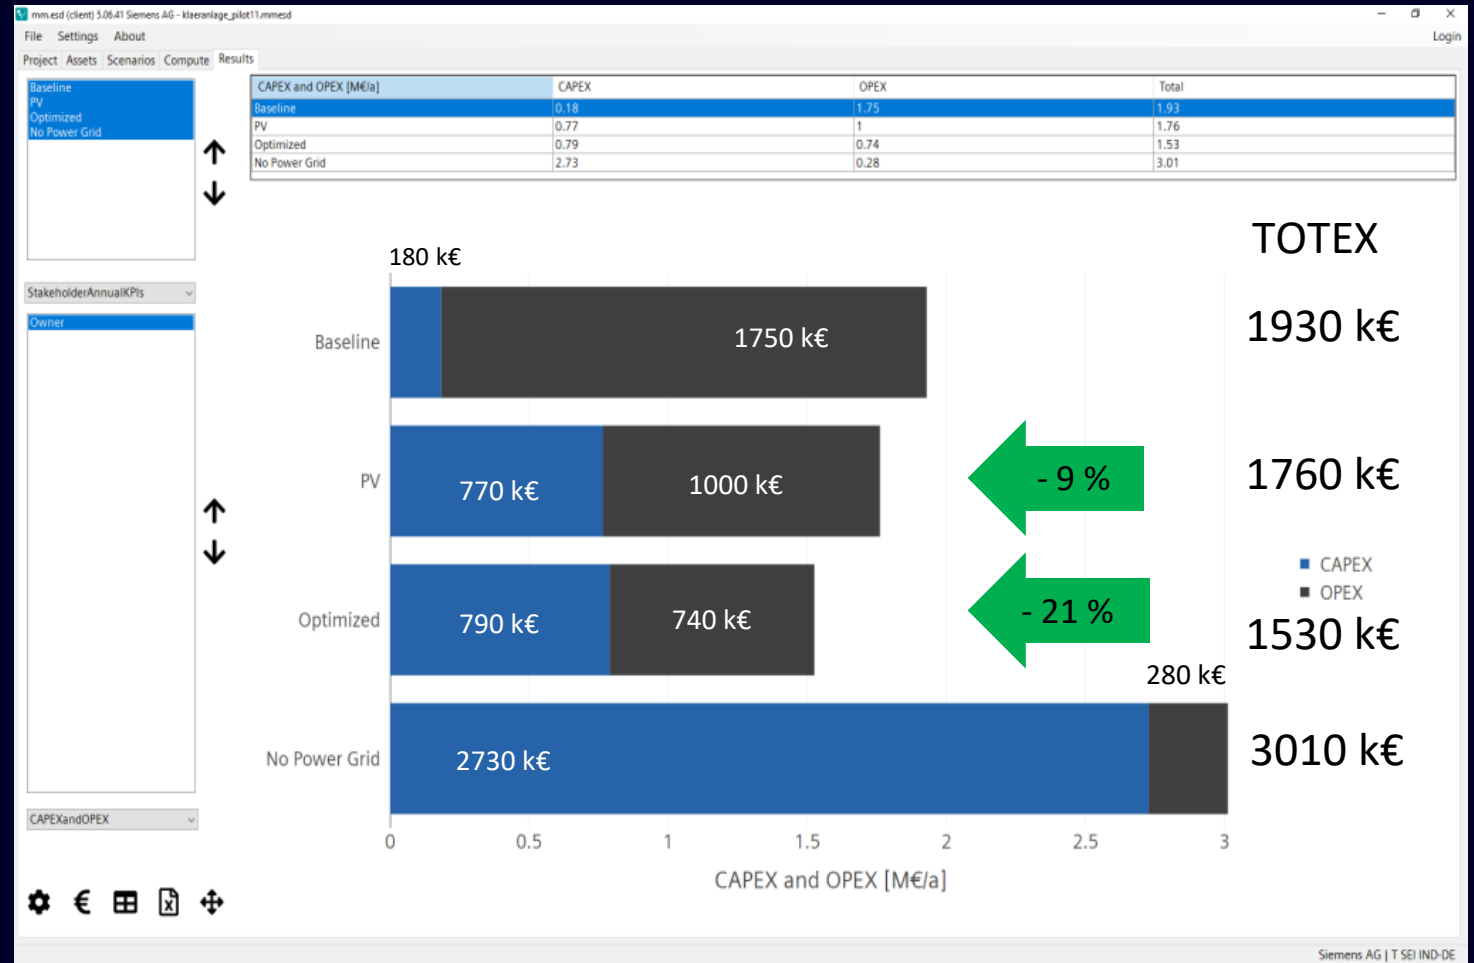 mm.esd (client) 5.06.41 Siemens AG - klaeranlage_pilot11.mmesd
File Settings About Login
Project Assets Scenarios Compute Results
Baseline
PV
Optimized
No Power Grid
CAPEX and OPEX [M€/a] CAPEX OPEX Total
Baseline 0.18 1.75 1.93
PV 0.77 1 1.76
Optimized 0.79 0.74 1.53
No Power Grid 2.73 0.28 3.01
StakeholderAnnualKPIs
Owner
CAPEXandOPEX
TOTEX
180 k€
Baseline 1750 k€ 1930 k€
PV 770 k€ 1000 k€ - 9 % 1760 k€
CAPEX
OPEX
Optimized 790 k€ 740 k€ - 21 % 1530 k€
280 k€
No Power Grid 2730 k€ 3010 k€
0 0.5 1 1.5 2 2.5 3
CAPEX and OPEX [M€/a]
Siemens AG | T SEI IND-DE